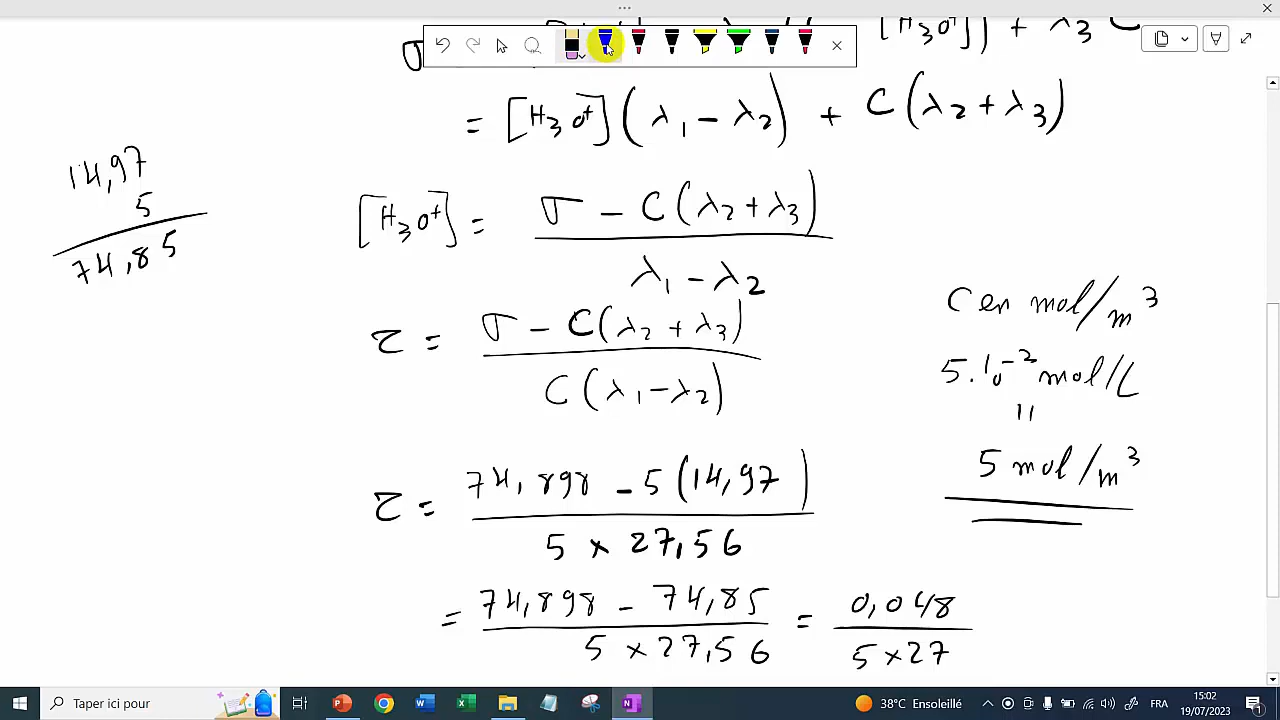 [H3O+]) + λ3 C
σ
= [H3O+] (λ1 - λ2) + C (λ2 + λ3)
14,97
5
74,85
[H3O+] = σ - C (λ2 + λ3)
λ1 - λ2
τ = σ - C (λ2 + λ3)
C (λ1 - λ2)
C en mol/m³
5.10⁻² mol/L
"
5 mol/m³
τ = 74,898 - 5 (14,97)
5 × 27,56
= 74,898 - 74,85 = 0,048
5 × 27,56 5 × 27
Taper ici pour rechercher
38°C Ensoleillé
FRA
15:02
19/07/2023